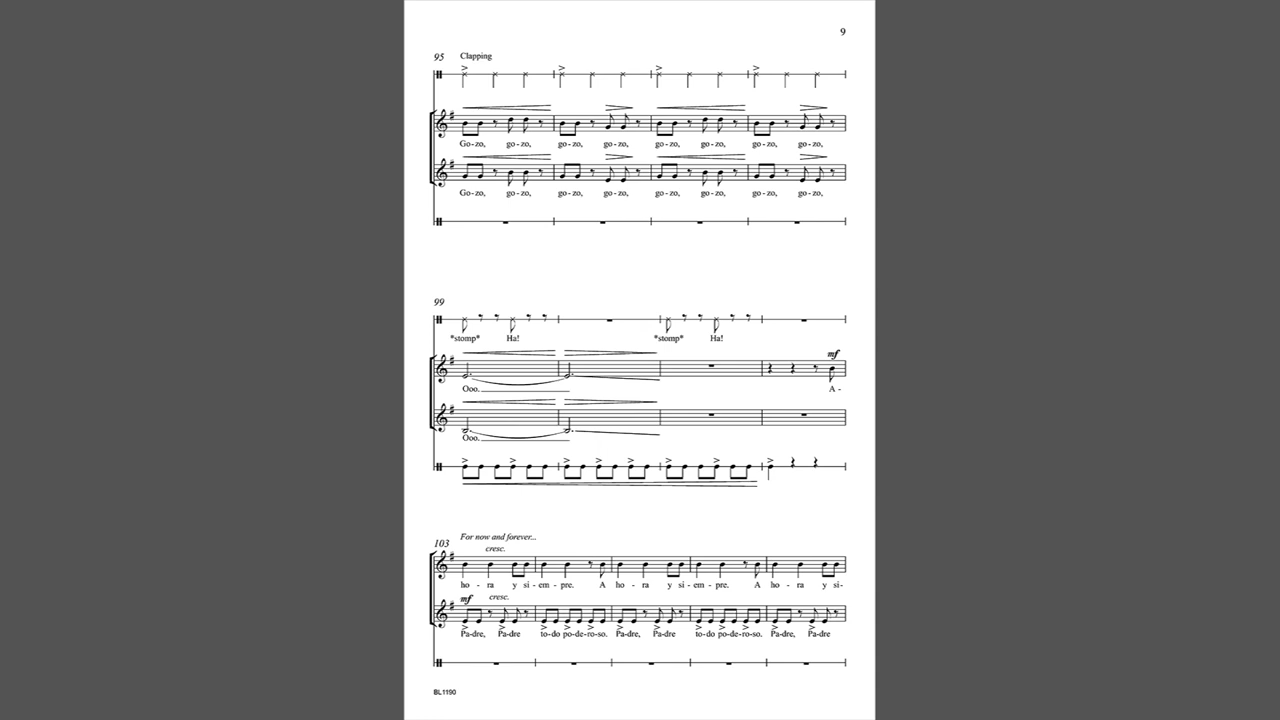 9
95 Clapping
Go-zo, go-zo, go-zo, go-zo, go-zo, go-zo, go-zo, go-zo,
Go-zo, go-zo, go-zo, go-zo, go-zo, go-zo, go-zo, go-zo,
99
*stomp* Ha! *stomp* Ha!
mf
Ooo. A -
Ooo.
103 For now and forever...
cresc.
ho - ra y si - em - pre. A ho - ra y si - em - pre. A ho - ra y si-
mf cresc.
Pa-dre, Pa-dre to-do po-de-ro-so. Pa-dre, Pa-dre to-do po-de-ro-so. Pa-dre, Pa-dre
BL1190